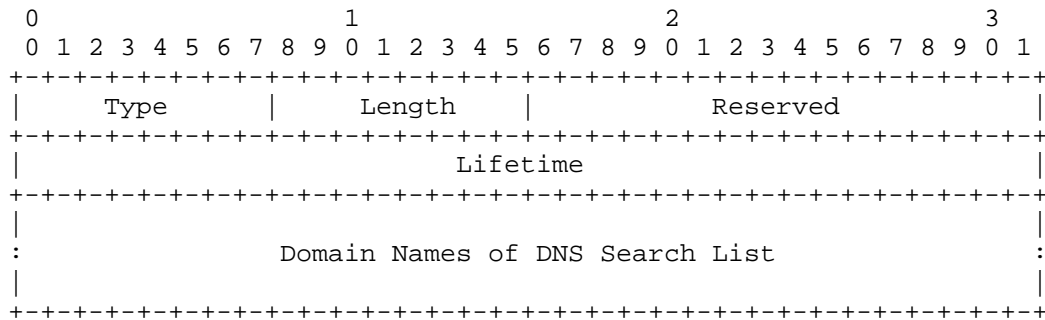 0                   1                   2                   3
 0 1 2 3 4 5 6 7 8 9 0 1 2 3 4 5 6 7 8 9 0 1 2 3 4 5 6 7 8 9 0 1
+-+-+-+-+-+-+-+-+-+-+-+-+-+-+-+-+-+-+-+-+-+-+-+-+-+-+-+-+-+-+-+-+
|     Type      |     Length    |           Reserved            |
+-+-+-+-+-+-+-+-+-+-+-+-+-+-+-+-+-+-+-+-+-+-+-+-+-+-+-+-+-+-+-+-+
|                           Lifetime                            |
+-+-+-+-+-+-+-+-+-+-+-+-+-+-+-+-+-+-+-+-+-+-+-+-+-+-+-+-+-+-+-+-+
|                                                               |
:                Domain Names of DNS Search List                :
|                                                               |
+-+-+-+-+-+-+-+-+-+-+-+-+-+-+-+-+-+-+-+-+-+-+-+-+-+-+-+-+-+-+-+-+